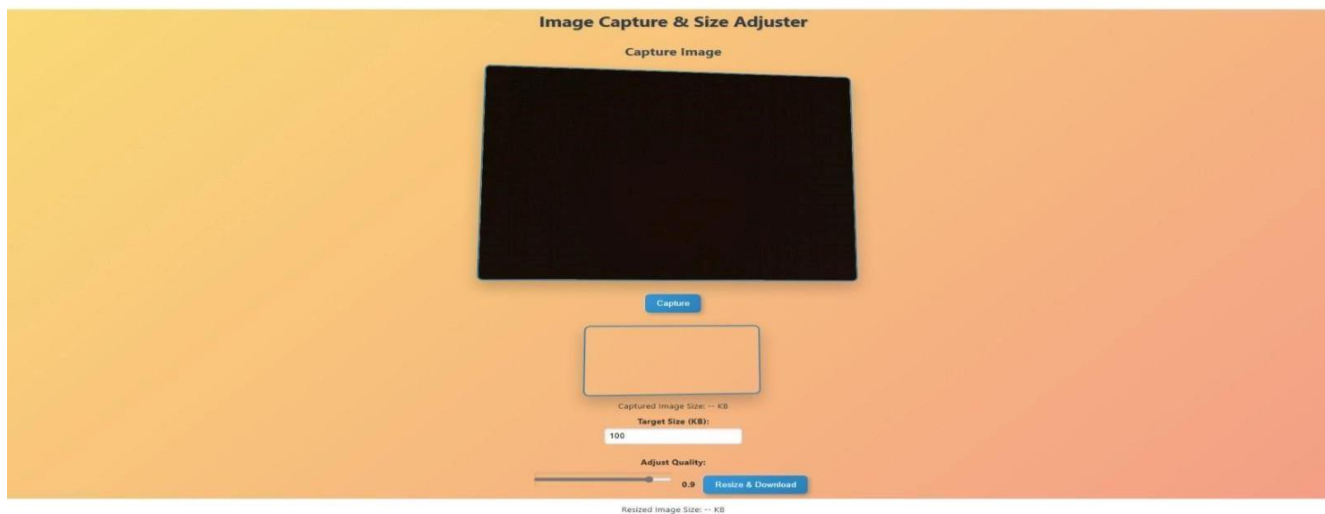 Image Capture & Size Adjuster
Capture Image
Capture
Captured Image Size: -- KB
Target Size (KB):
100
Adjust Quality:
0.9 Resize & Download
Resized Image Size: -- KB